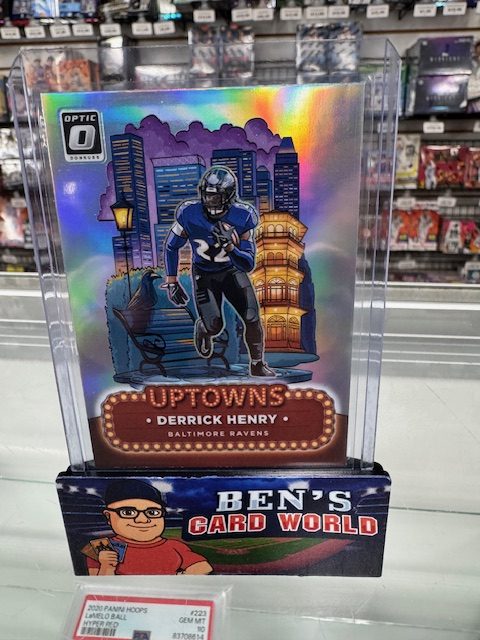 OPTIC
O
DONRUSS
22
UPTOWNS
• DERRICK HENRY •
BALTIMORE RAVENS
BEN'S
CARD WORLD
2020 PANINI HOOPS #223
LaMELO BALL GEM MT
HYPER RED 10
83708614